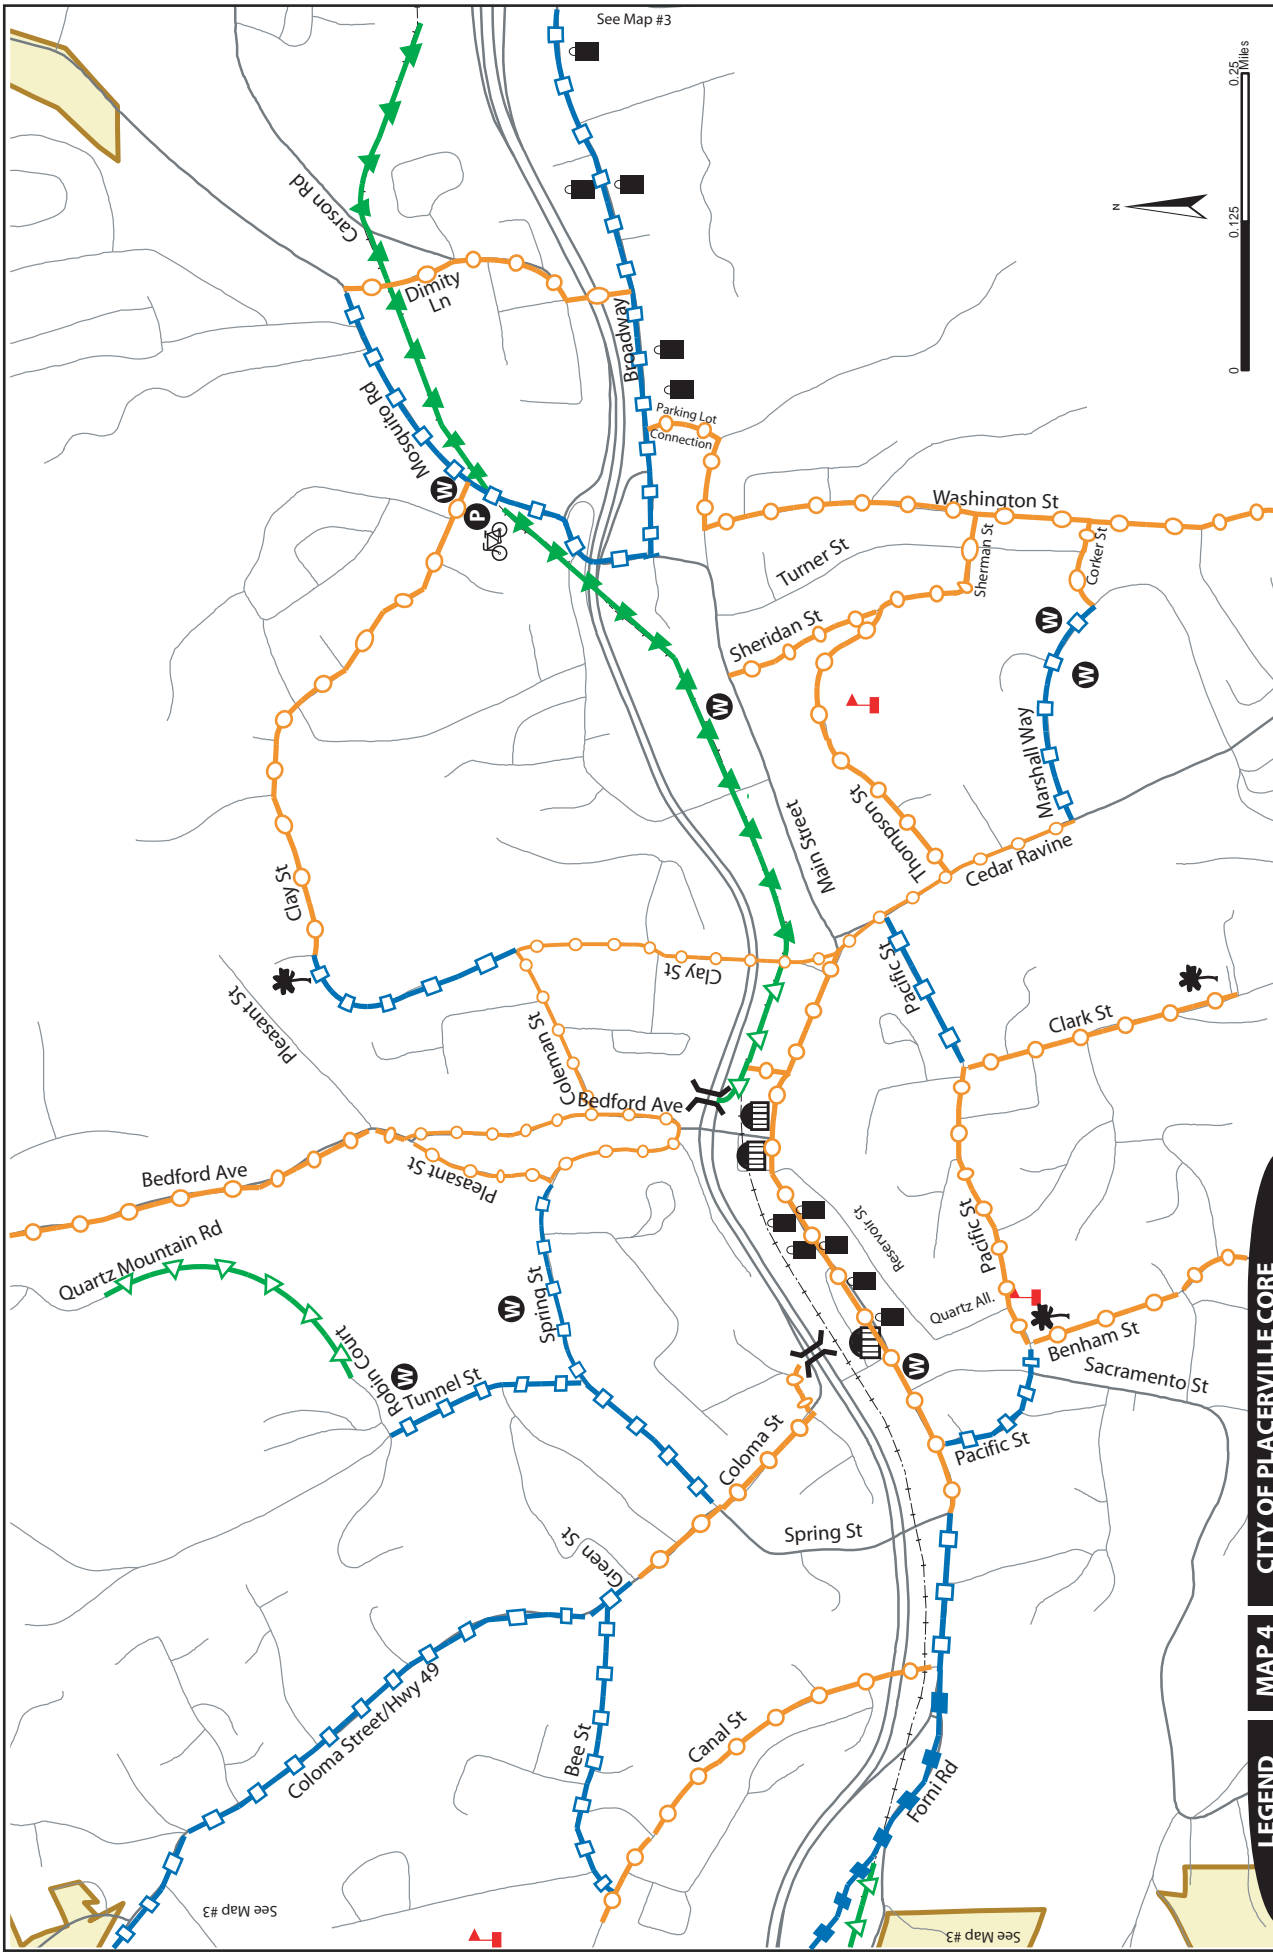 See Map #3
0.25
Miles
0.125
0
N
Carson Rd
Dimity
Ln
Broadway
Mosquito Rd
Parking Lot
Connection
W
P
Washington St
Sherman St
Corker St
Turner St
Sheridan St
W
W
W
Marshall Way
Main Street
Thompson St
Cedar Ravine
Clay St
Clay St
Pleasant St
Pacific St
Clark St
Coleman St
Bedford Ave
Bedford Ave
Pleasant St
Quartz Mountain Rd
Reservoir St
Pacific St
Quartz All.
Spring St
W
Robin Court
W
Tunnel St
W
Benham St
Sacramento St
Coloma St
Pacific St
Spring St
Green
St
Coloma Street/Hwy 49
Bee St
Canal St
Forni Rd
See Map #3
See Map #3
LEGEND
MAP 4
CITY OF PLACERVILLE CORE